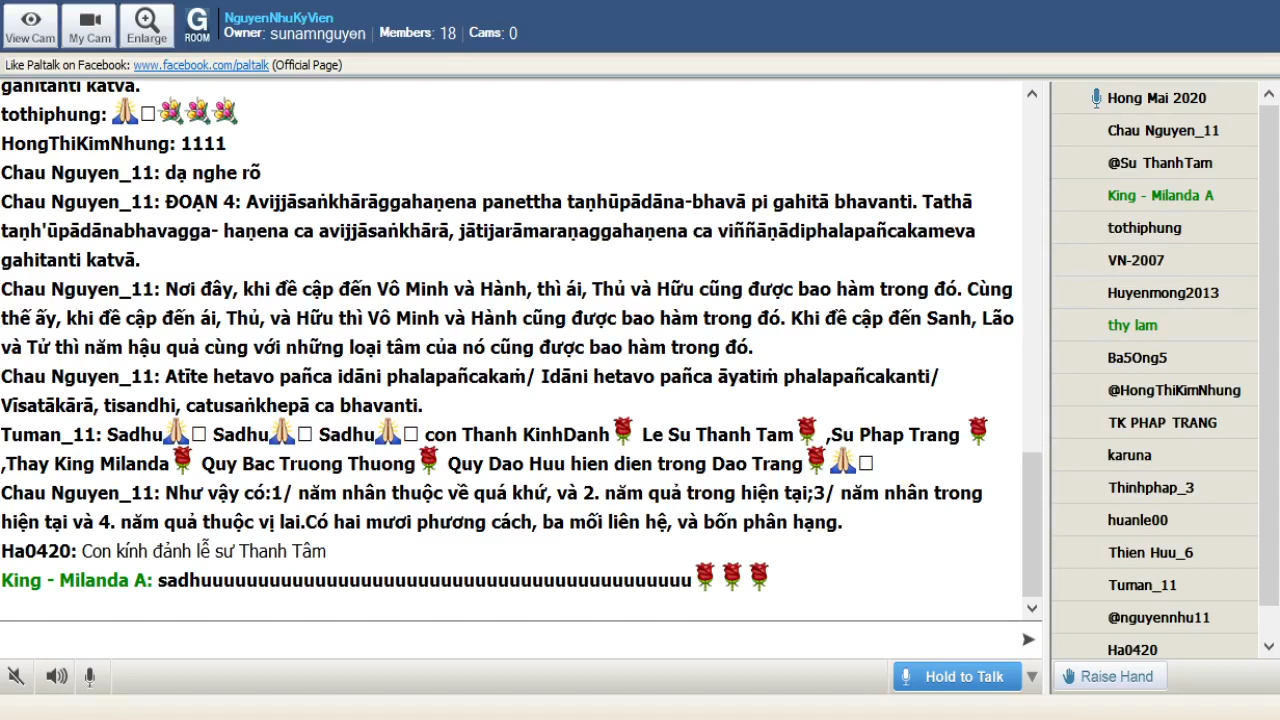 View Cam
My Cam
Enlarge
G
ROOM
NguyenNhuKyVien
Owner: sunamnguyen | Members: 18 | Cams: 0
Like Paltalk on Facebook: www.facebook.com/paltalk (Official Page)
gahitanti katvā.
tothiphung:
HongThiKimNhung: 1111
Chau Nguyen_11: dạ nghe rõ
Chau Nguyen_11: ĐOẠN 4: Avijjāsaṅkhārāggahaṇena panettha taṇhūpādāna-bhavā pi gahitā bhavanti. Tathā
taṇh'ūpādānabhavagga- haṇena ca avijjāsaṅkhārā, jātijarāmaraṇaggahaṇena ca viññāṇādiphalapañcakameva
gahitanti katvā.
Chau Nguyen_11: Nơi đây, khi đề cập đến Vô Minh và Hành, thì ái, Thủ và Hữu cũng được bao hàm trong đó. Cùng
thế ấy, khi đề cập đến ái, Thủ, và Hữu thì Vô Minh và Hành cũng được bao hàm trong đó. Khi đề cập đến Sanh, Lão
và Tử thì năm hậu quả cùng với những loại tâm của nó cũng được bao hàm trong đó.
Chau Nguyen_11: Atīte hetavo pañca idāni phalapañcakaṁ/ Idāni hetavo pañca āyatiṁ phalapañcakanti/
Vīsatākārā, tisandhi, catusaṅkhepā ca bhavanti.
Tuman_11: Sadhu Sadhu Sadhu con Thanh KinhDanh Le Su Thanh Tam ,Su Phap Trang
,Thay King Milanda Quy Bac Truong Thuong Quy Dao Huu hien dien trong Dao Trang
Chau Nguyen_11: Như vậy có:1/ năm nhân thuộc về quá khứ, và 2. năm quả trong hiện tại;3/ năm nhân trong
hiện tại và 4. năm quả thuộc vị lai.Có hai mươi phương cách, ba mối liên hệ, và bốn phân hạng.
Ha0420: Con kính đảnh lễ sư Thanh Tâm
King - Milanda A: sadhuuuuuuuuuuuuuuuuuuuuuuuuuuuuuuuuuuuuuuuuuuu
Hold to Talk
Hong Mai 2020
Chau Nguyen_11
@Su ThanhTam
King - Milanda A
tothiphung
VN-2007
Huyenmong2013
thy lam
Ba5Ong5
@HongThiKimNhung
TK PHAP TRANG
karuna
Thinhphap_3
huanle00
Thien Huu_6
Tuman_11
@nguyennhu11
Ha0420
Raise Hand